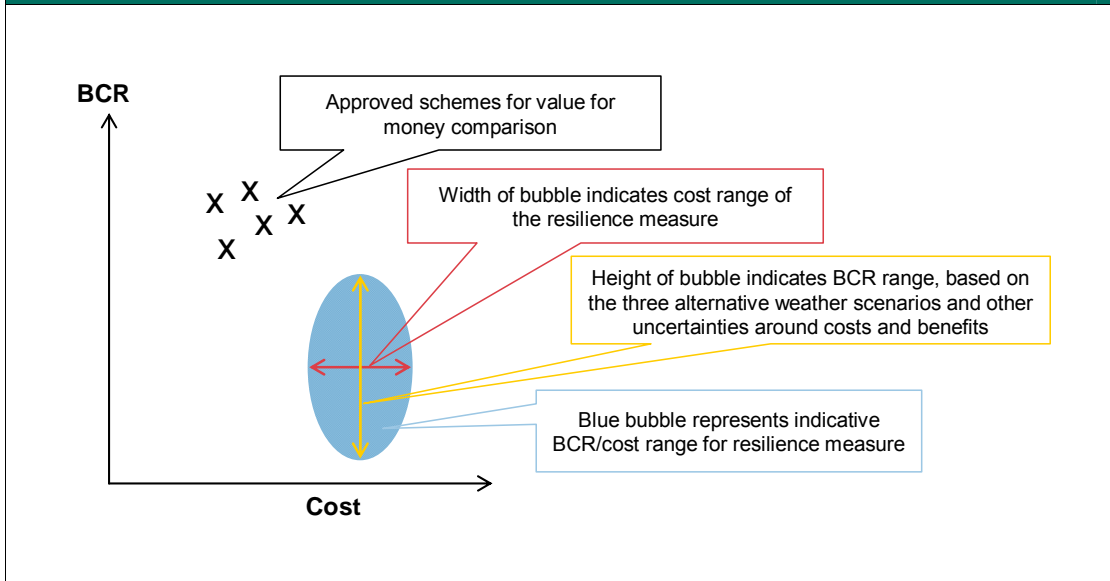 BCR
Approved schemes for value for
money comparison
X
X
X
X
X
Width of bubble indicates cost range of
the resilience measure
Height of bubble indicates BCR range, based on
the three alternative weather scenarios and other
uncertainties around costs and benefits
Blue bubble represents indicative
BCR/cost range for resilience measure
Cost